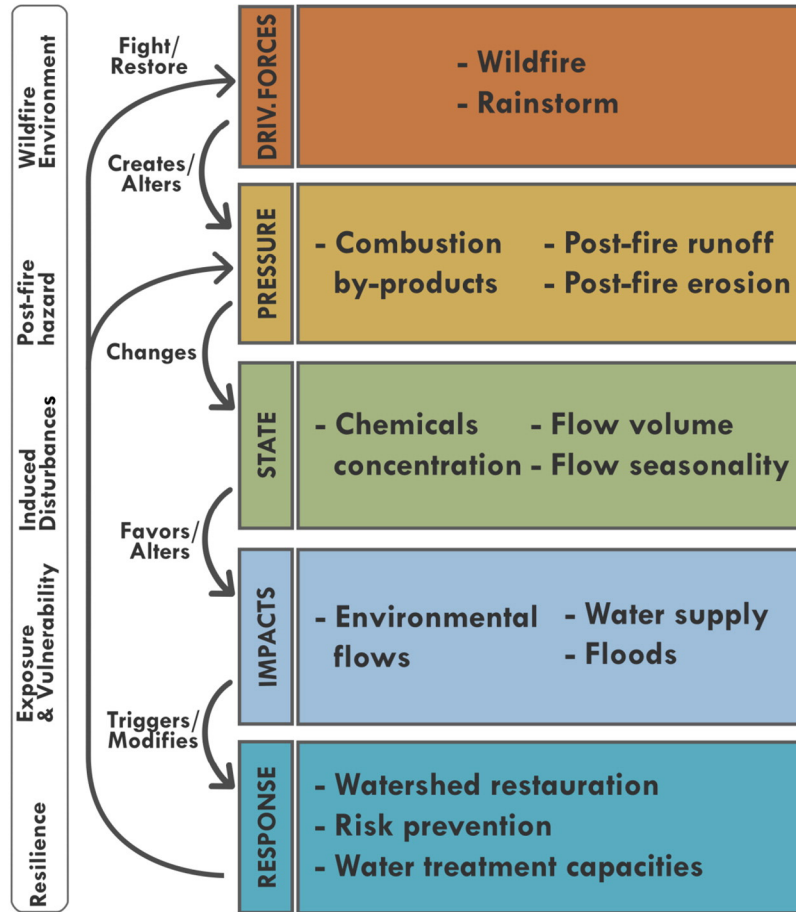 Wildfire
Environment
Post-fire
hazard
Induced
Disturbances
Exposure
& Vulnerability
Resilience
Fight/
Restore
Creates/
Alters
Changes
Favors/
Alters
Triggers/
Modifies
DRIV. FORCES
- Wildfire
- Rainstorm
PRESSURE
- Combustion
by-products
- Post-fire runoff
- Post-fire erosion
STATE
- Chemicals
concentration
- Flow volume
- Flow seasonality
IMPACTS
- Environmental
flows
- Water supply
- Floods
RESPONSE
- Watershed restauration
- Risk prevention
- Water treatment capacities